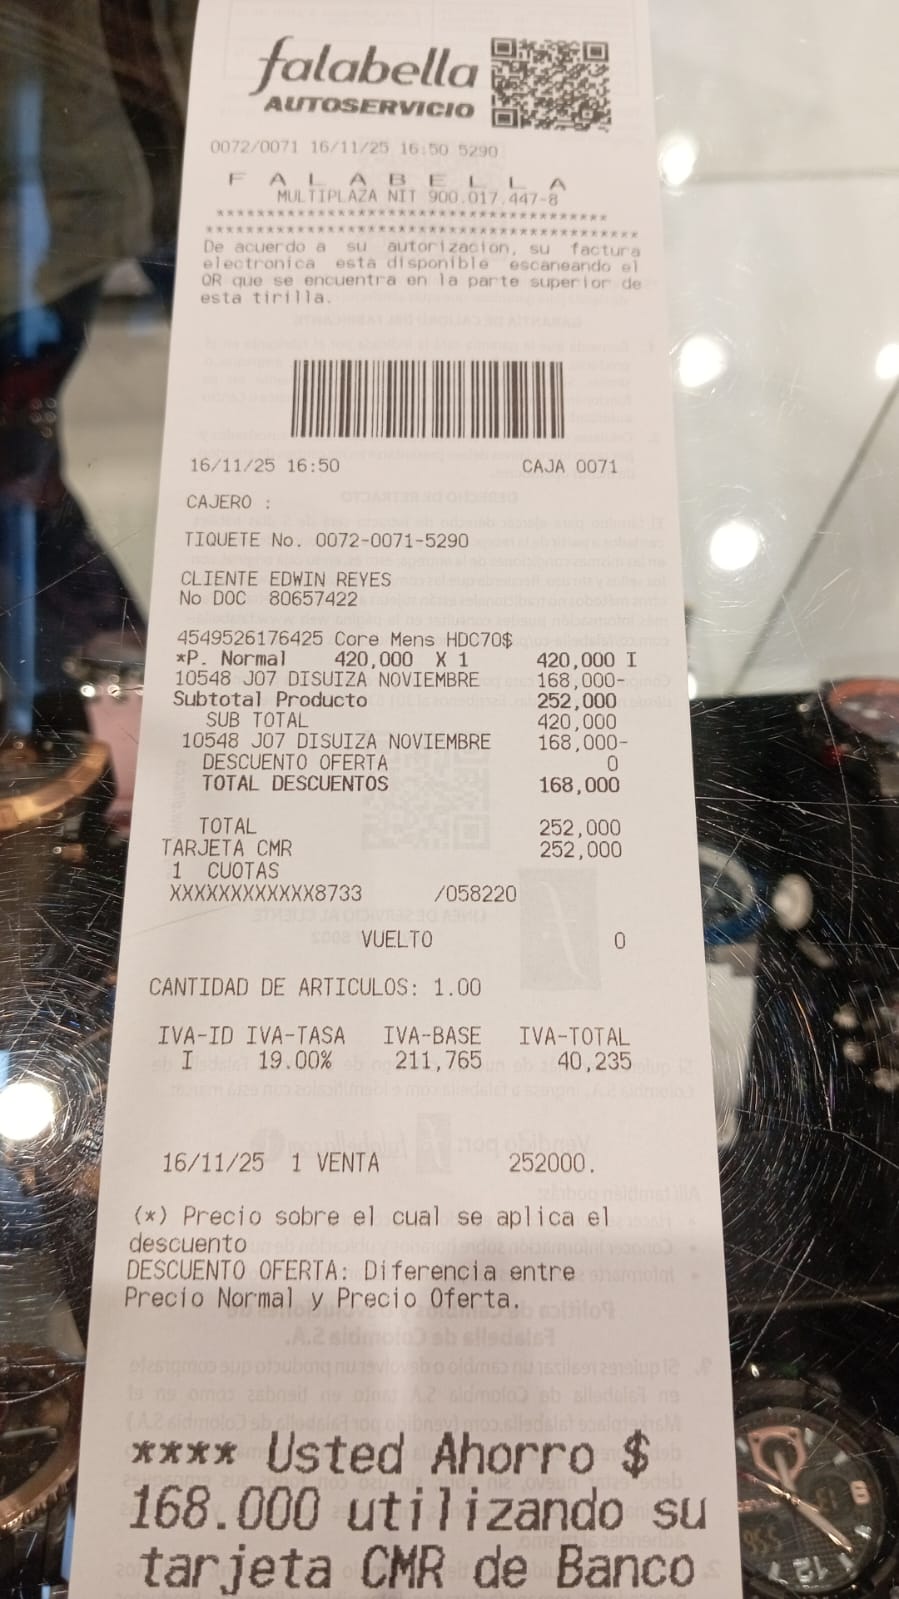 falabella
AUTOSERVICIO
0072/0071 16/11/25 16:50 5290
F A L A B E L L A
MULTIPLAZA NIT 900.017.447-8
****************************************
********************************************
De acuerdo a su autorizacion, su factura
electronica esta disponible escaneando el
QR que se encuentra en la parte superior de
esta tirilla.
16/11/25 16:50 CAJA 0071
CAJERO :
TIQUETE No. 0072-0071-5290
CLIENTE EDWIN REYES
No DOC 80657422
4549526176425 Core Mens HDC70$
*P. Normal 420,000 X 1 420,000 I
10548 J07 DISUIZA NOVIEMBRE 168,000-
Subtotal Producto 252,000
SUB TOTAL 420,000
10548 J07 DISUIZA NOVIEMBRE 168,000-
DESCUENTO OFERTA 0
TOTAL DESCUENTOS 168,000
TOTAL 252,000
TARJETA CMR 252,000
1 CUOTAS
XXXXXXXXXXXX8733 /058220
VUELTO 0
CANTIDAD DE ARTICULOS: 1.00
IVA-ID IVA-TASA IVA-BASE IVA-TOTAL
I 19.00% 211,765 40,235
16/11/25 1 VENTA 252000.
(*) Precio sobre el cual se aplica el
descuento
DESCUENTO OFERTA: Diferencia entre
Precio Normal y Precio Oferta.
**** Usted Ahorro $
168.000 utilizando su
tarjeta CMR de Banco